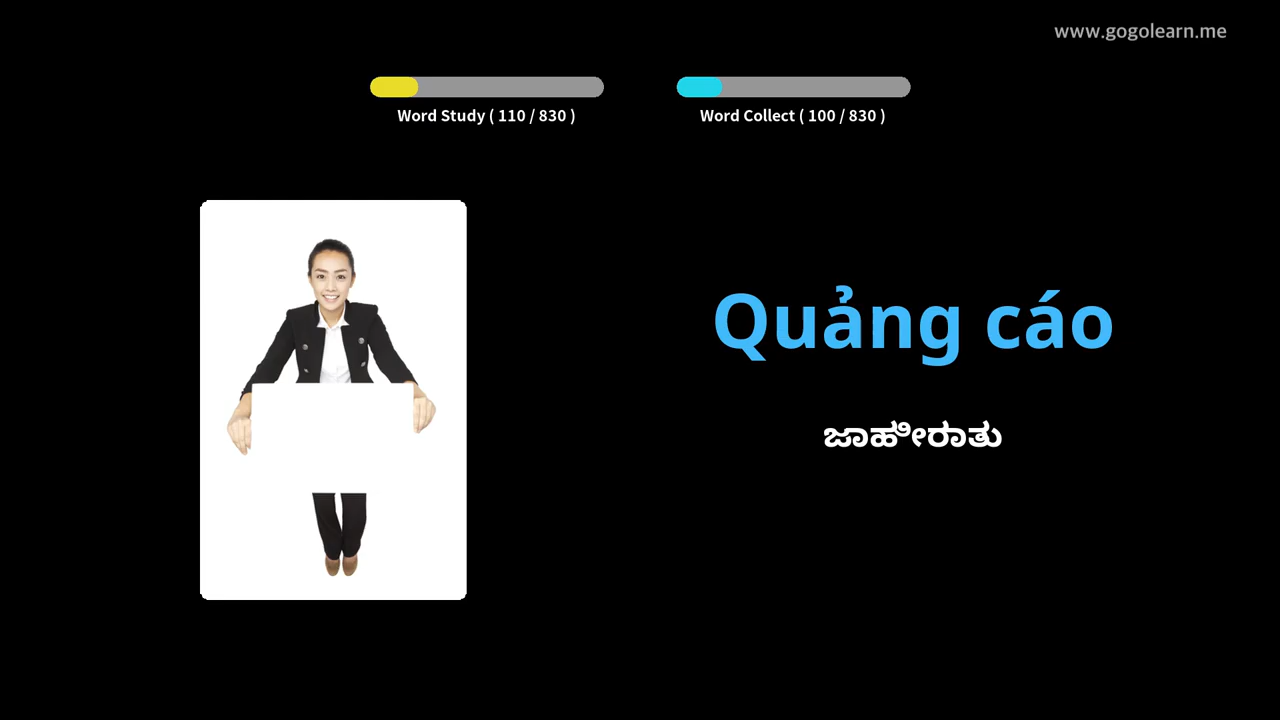 www.gogolearn.me
Word Study ( 110 / 830 )
Word Collect ( 100 / 830 )
Quảng cáo
ಜಾಹೀರಾತು